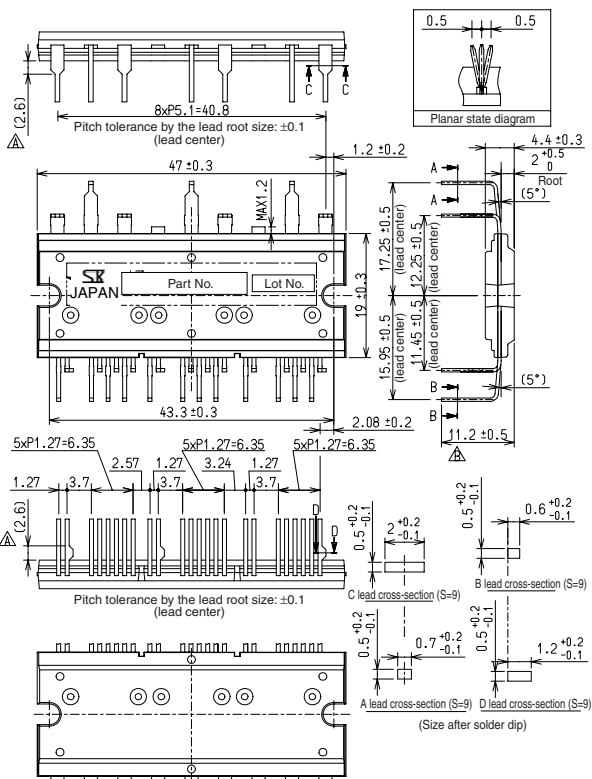 0.5 0.5
Planar state diagram
C C
(2.6)
A
8xP5.1=40.8
Pitch tolerance by the lead root size: ±0.1
(lead center)
1.2 ±0.2
47 ±0.3
MAX1.2
4.4 ±0.3
2 +0.5 0
Root
(5°)
A
A
17.25 ±0.5
(lead center)
12.25 ±0.5
(lead center)
SK
JAPAN
Part No.
Lot No.
19 ±0.3
15.95 ±0.5
(lead center)
11.45 ±0.5
(lead center)
B
B
(5°)
43.3 ±0.3
2.08 ±0.2
11.2 ±0.5
B
5xP1.27=6.35 5xP1.27=6.35 5xP1.27=6.35
2.57 1.27 3.24 1.27
1.27 3.7 3.7 3.7
(2.6)
A
D
D
Pitch tolerance by the lead root size: ±0.1
(lead center)
0.5 +0.2 -0.1
2 +0.2 -0.1
C lead cross-section (S=9)
0.5 +0.2 -0.1
0.6 +0.2 -0.1
B lead cross-section (S=9)
0.5 +0.2 -0.1
0.7 +0.2 -0.1
A lead cross-section (S=9)
0.5 +0.2 -0.1
1.2 +0.2 -0.1
D lead cross-section (S=9)
(Size after solder dip)